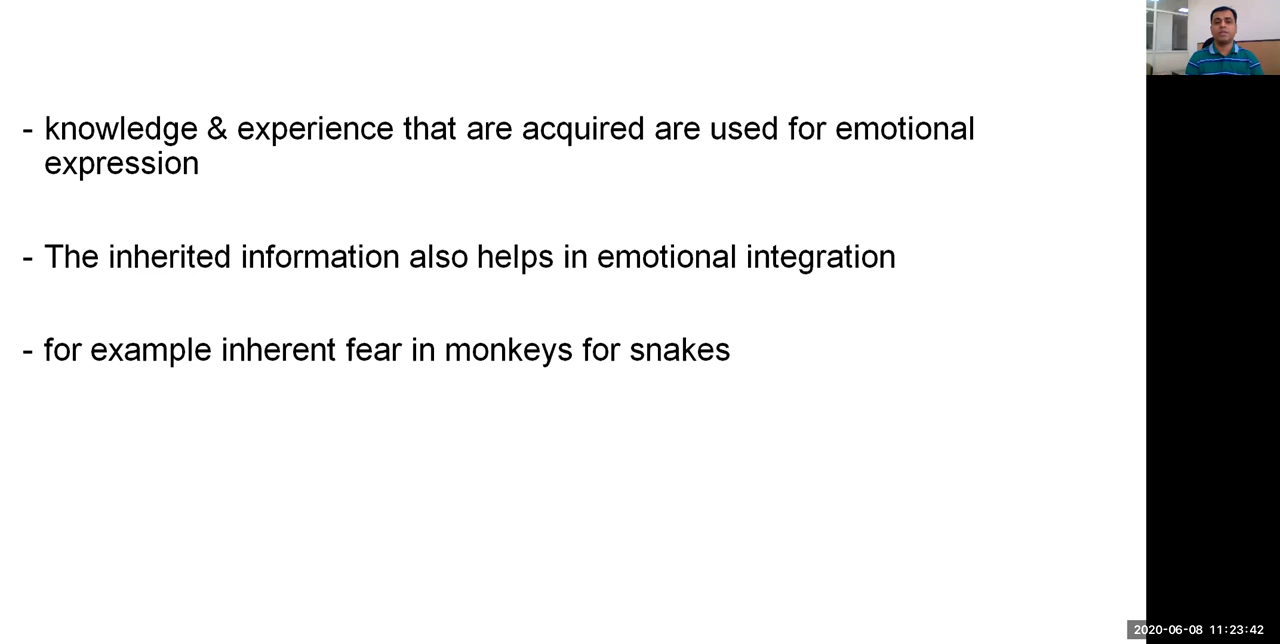 - knowledge & experience that are acquired are used for emotional
expression
- The inherited information also helps in emotional integration
- for example inherent fear in monkeys for snakes
2020-06-08 11:23:42